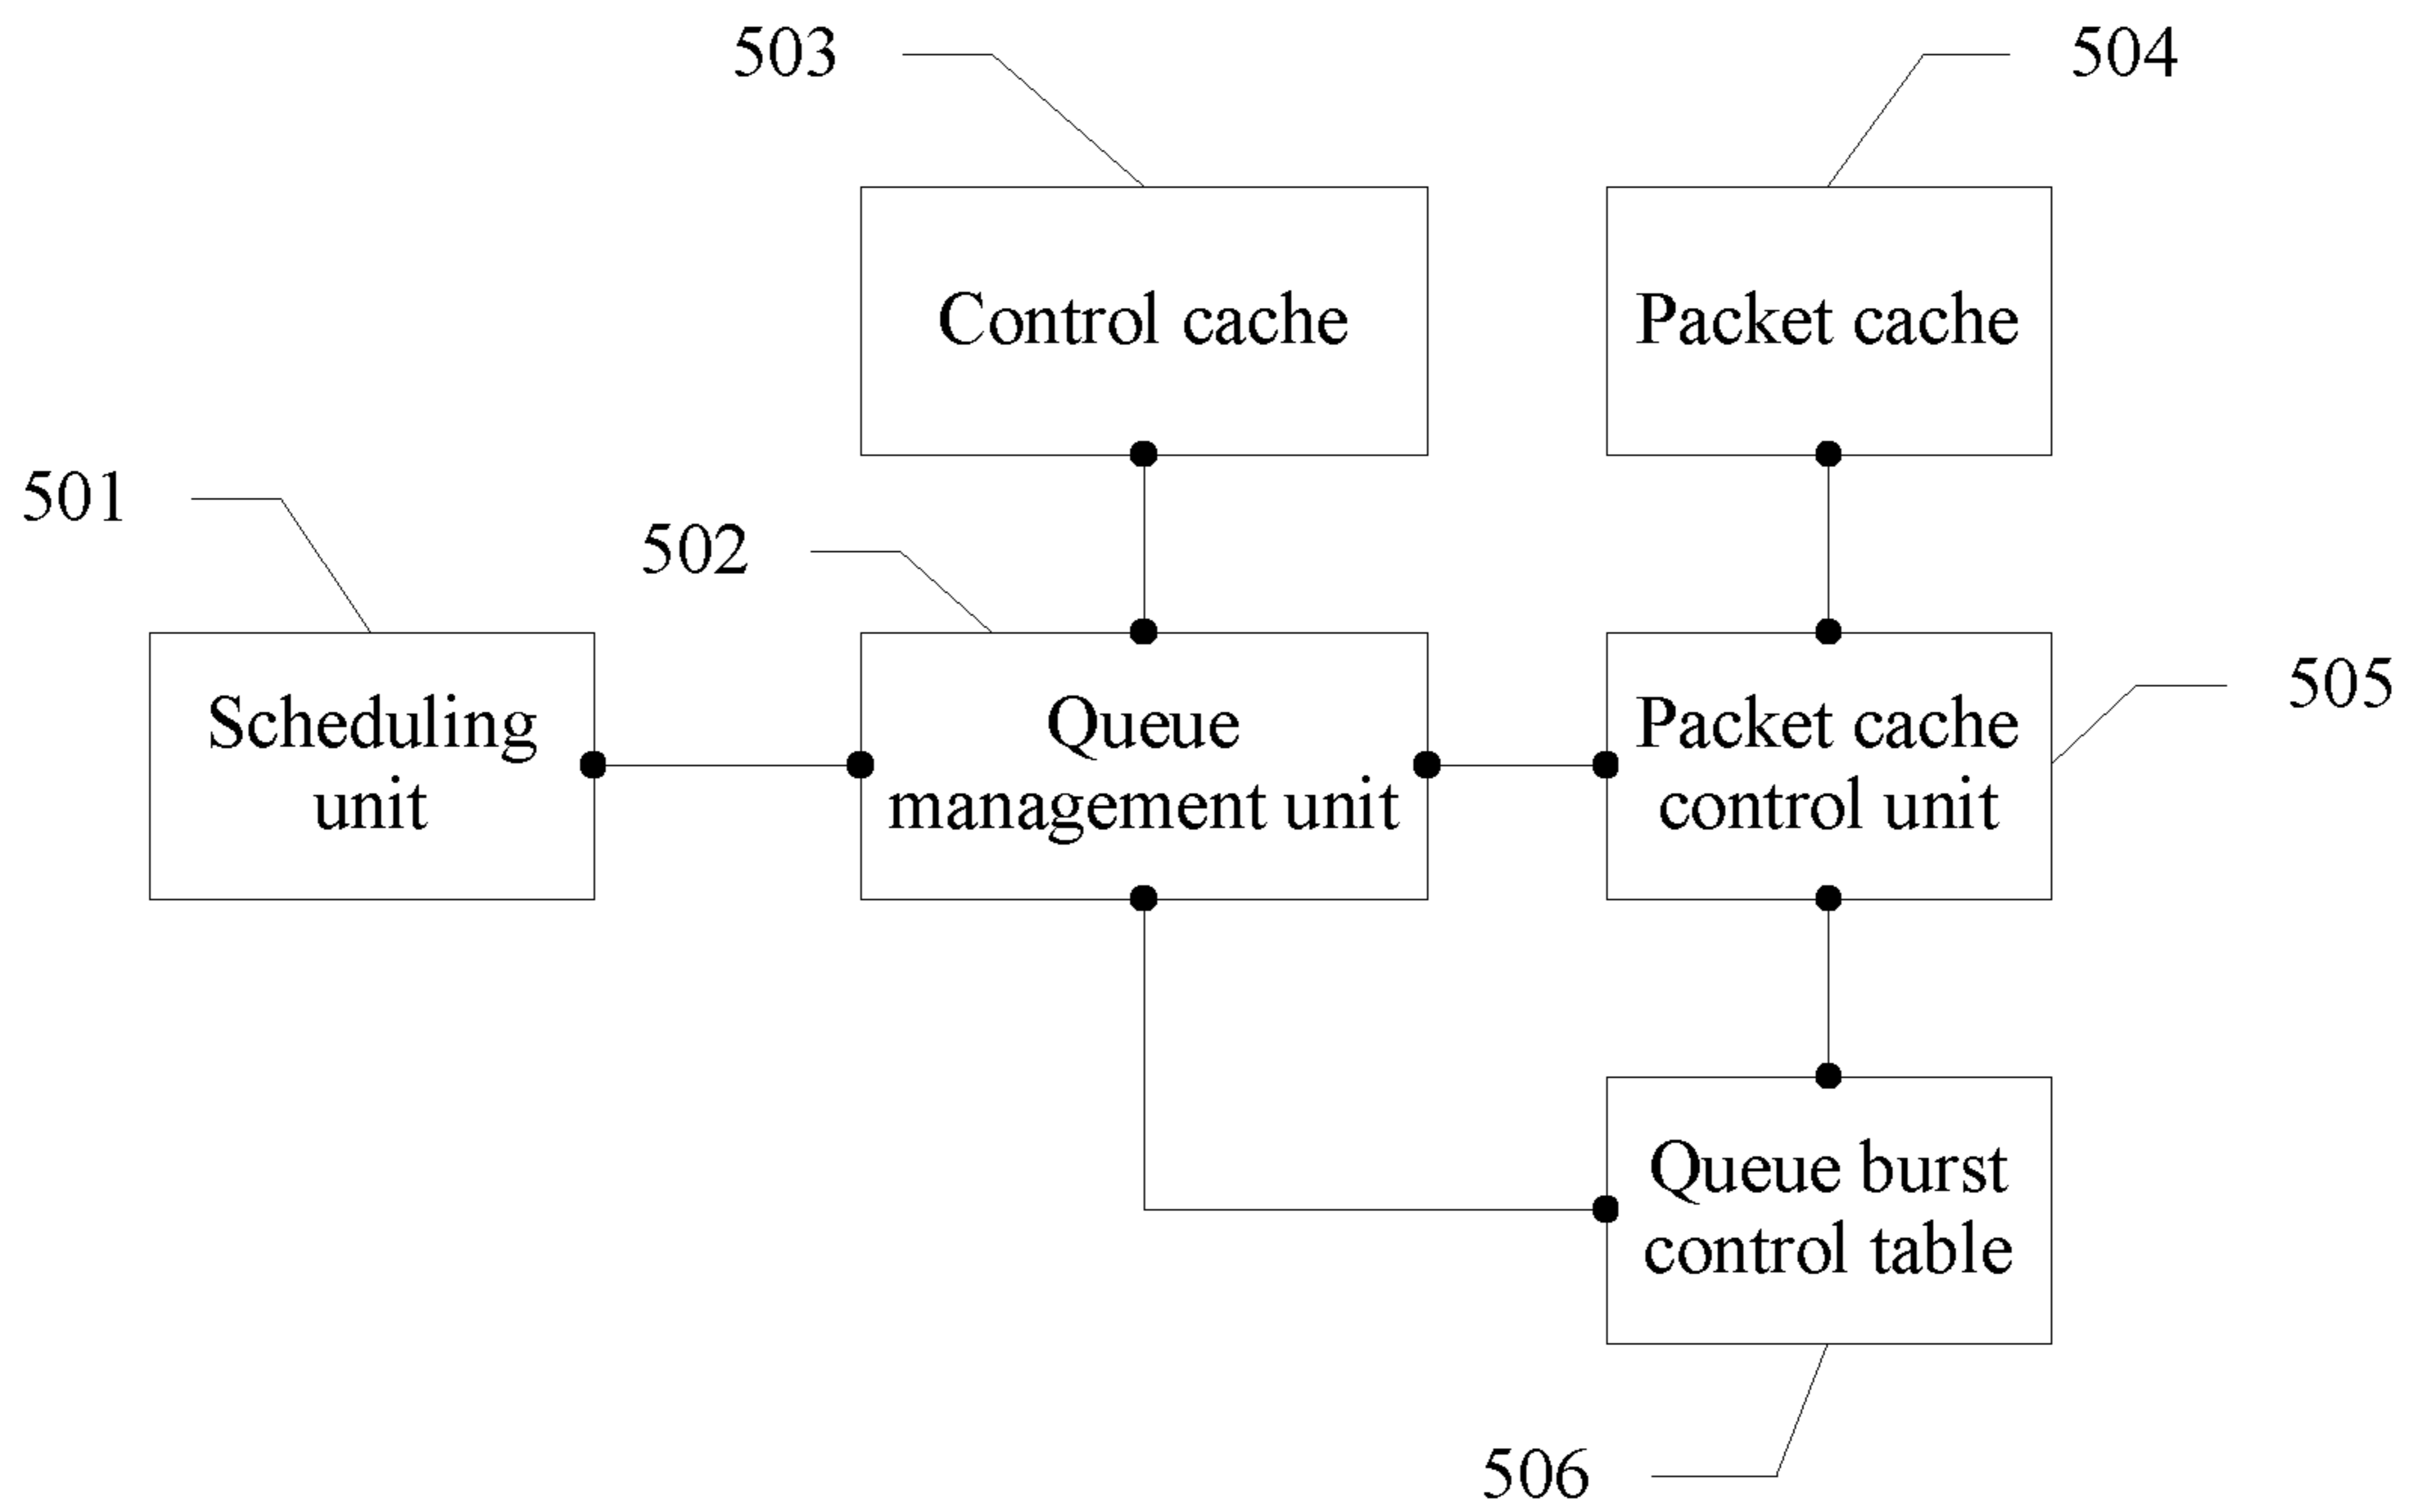 503
504
Control cache
Packet cache
501
502
Scheduling
unit
Queue
management unit
Packet cache
control unit
505
Queue burst
control table
506